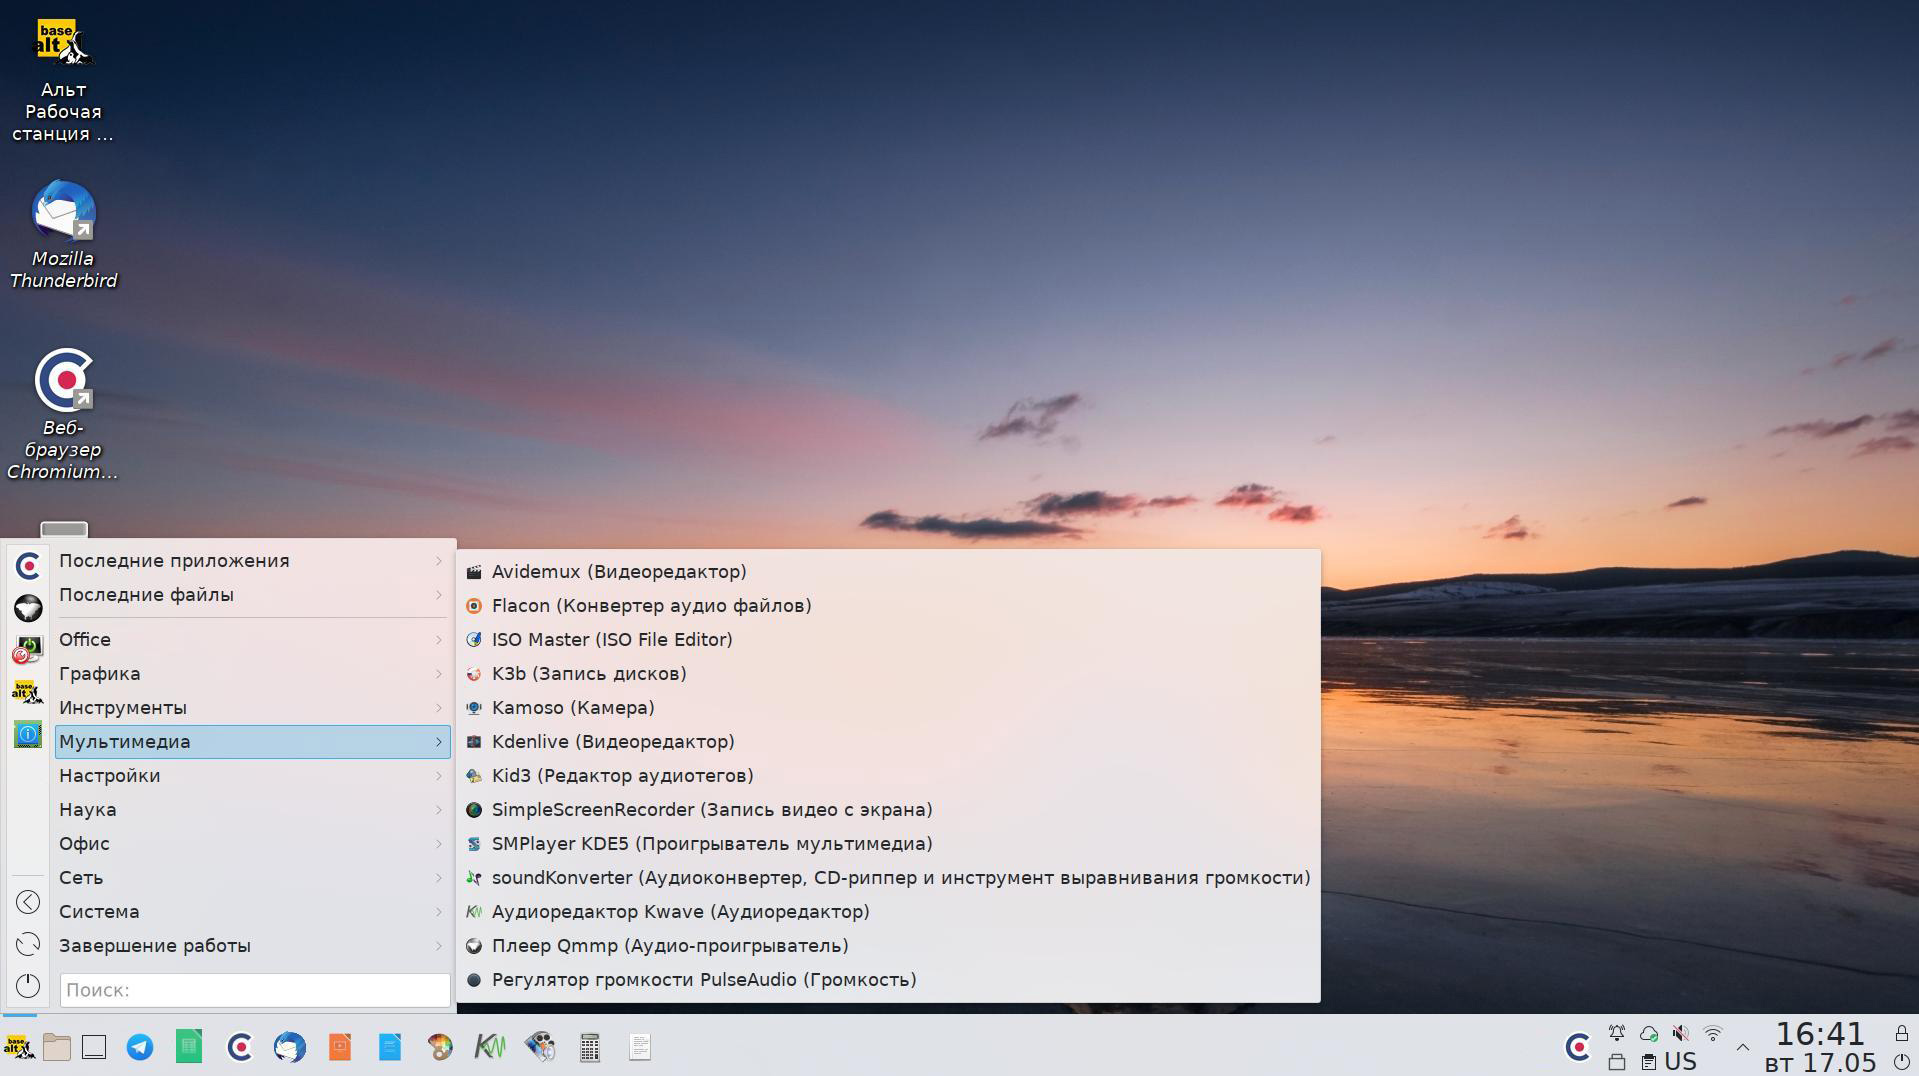 base
alt
Альт
Рабочая
станция ...
Mozilla
Thunderbird
Веб-
браузер
Chromium...
Последние приложения
Последние файлы
Office
Графика
Инструменты
Мультимедиа
Настройки
Наука
Офис
Сеть
Система
Завершение работы
Поиск:
base
alt
Avidemux (Видеоредактор)
Flacon (Конвертер аудио файлов)
ISO Master (ISO File Editor)
K3b (Запись дисков)
Kamoso (Камера)
Kdenlive (Видеоредактор)
Kid3 (Редактор аудиотегов)
SimpleScreenRecorder (Запись видео с экрана)
SMPlayer KDE5 (Проигрыватель мультимедиа)
soundKonverter (Аудиоконвертер, CD-риппер и инструмент выравнивания громкости)
Аудиоредактор Kwave (Аудиоредактор)
Плеер Qmmp (Аудио-проигрыватель)
Регулятор громкости PulseAudio (Громкость)
base
alt
US
16:41
вт 17.05